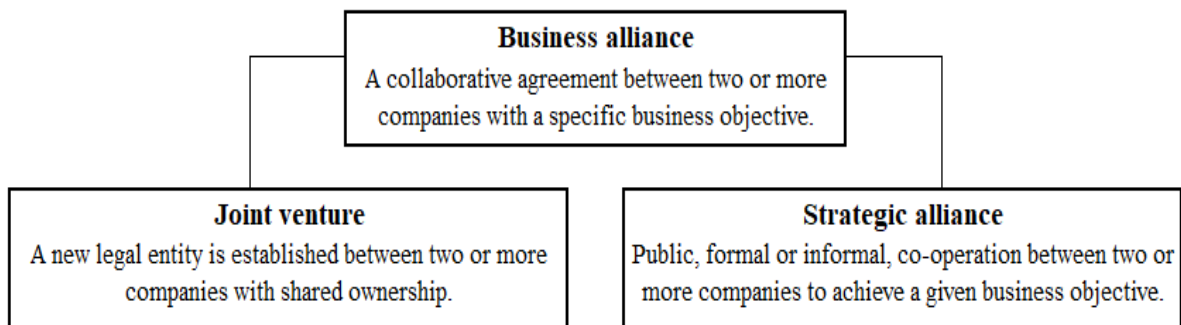 Business alliance
A collaborative agreement between two or more
companies with a specific business objective.
Joint venture
A new legal entity is established between two or more
companies with shared ownership.
Strategic alliance
Public, formal or informal, co-operation between two or
more companies to achieve a given business objective.